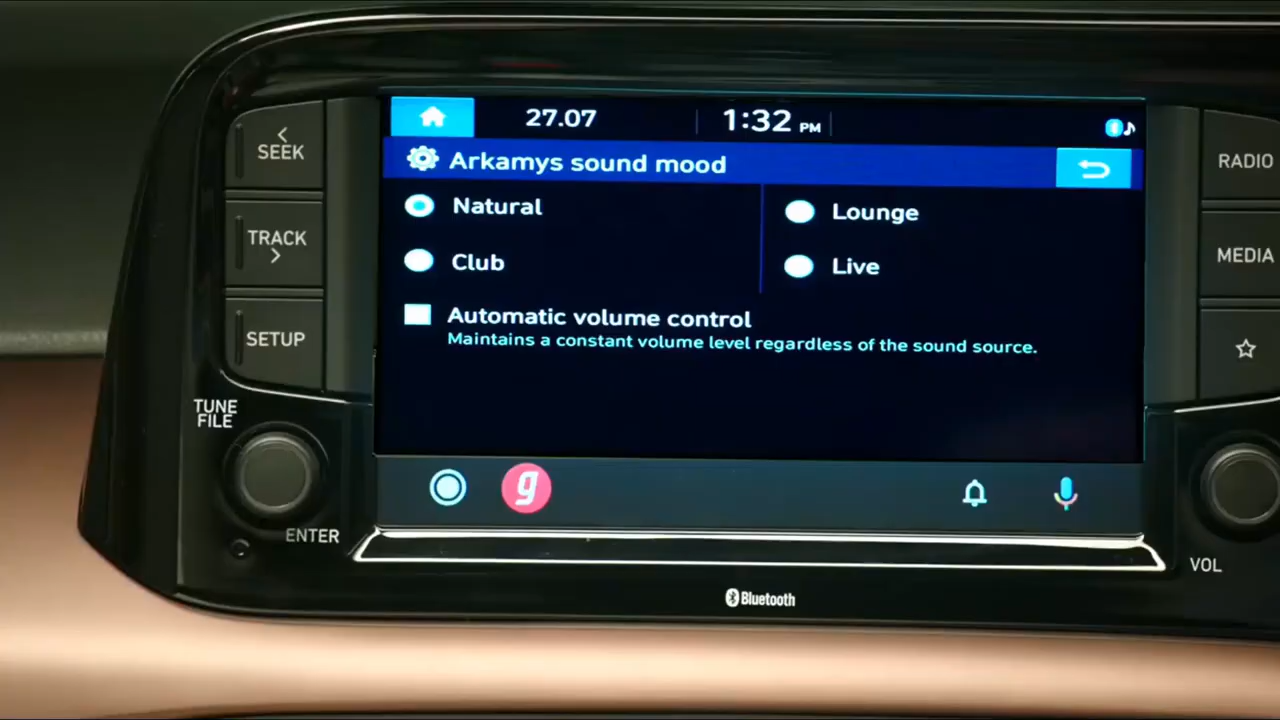 27.07
1:32 PM
Arkamys sound mood
Natural
Lounge
Club
Live
Automatic volume control
Maintains a constant volume level regardless of the sound source.
g
SEEK
TRACK
SETUP
TUNE
FILE
ENTER
RADIO
MEDIA
VOL
Bluetooth